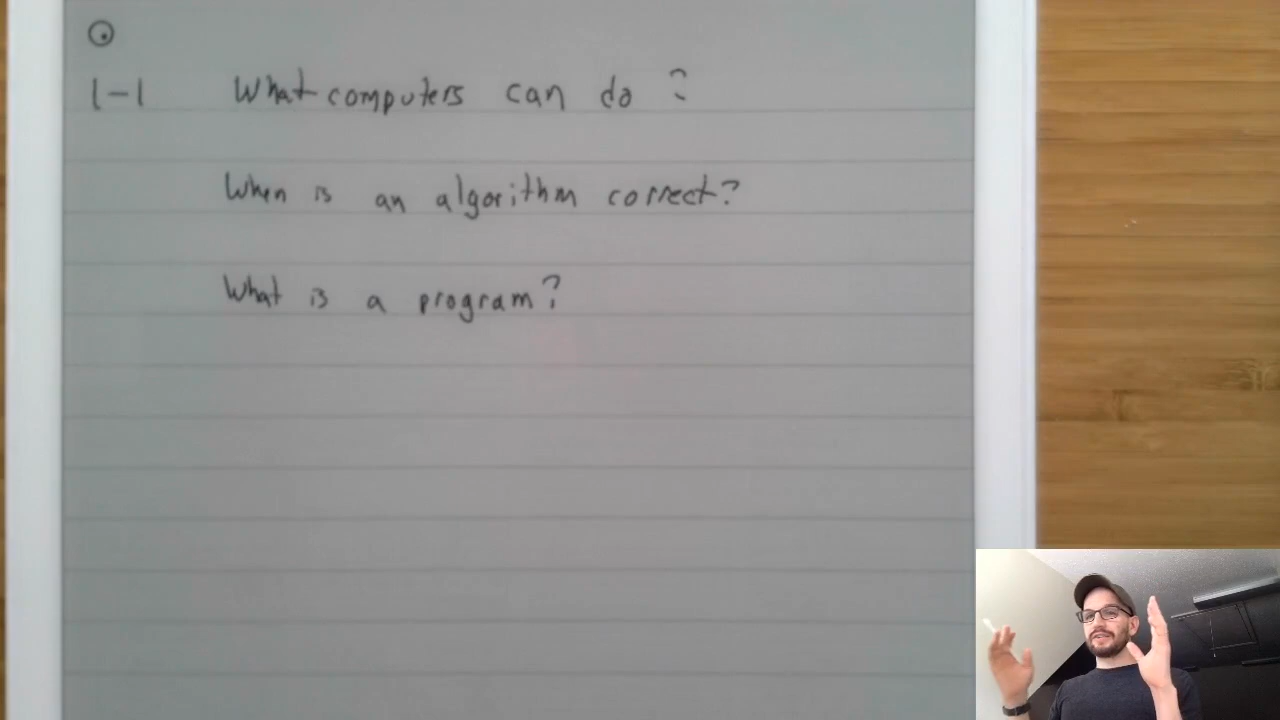 1-1 What computers can do?
When is an algorithm correct?
What is a program?